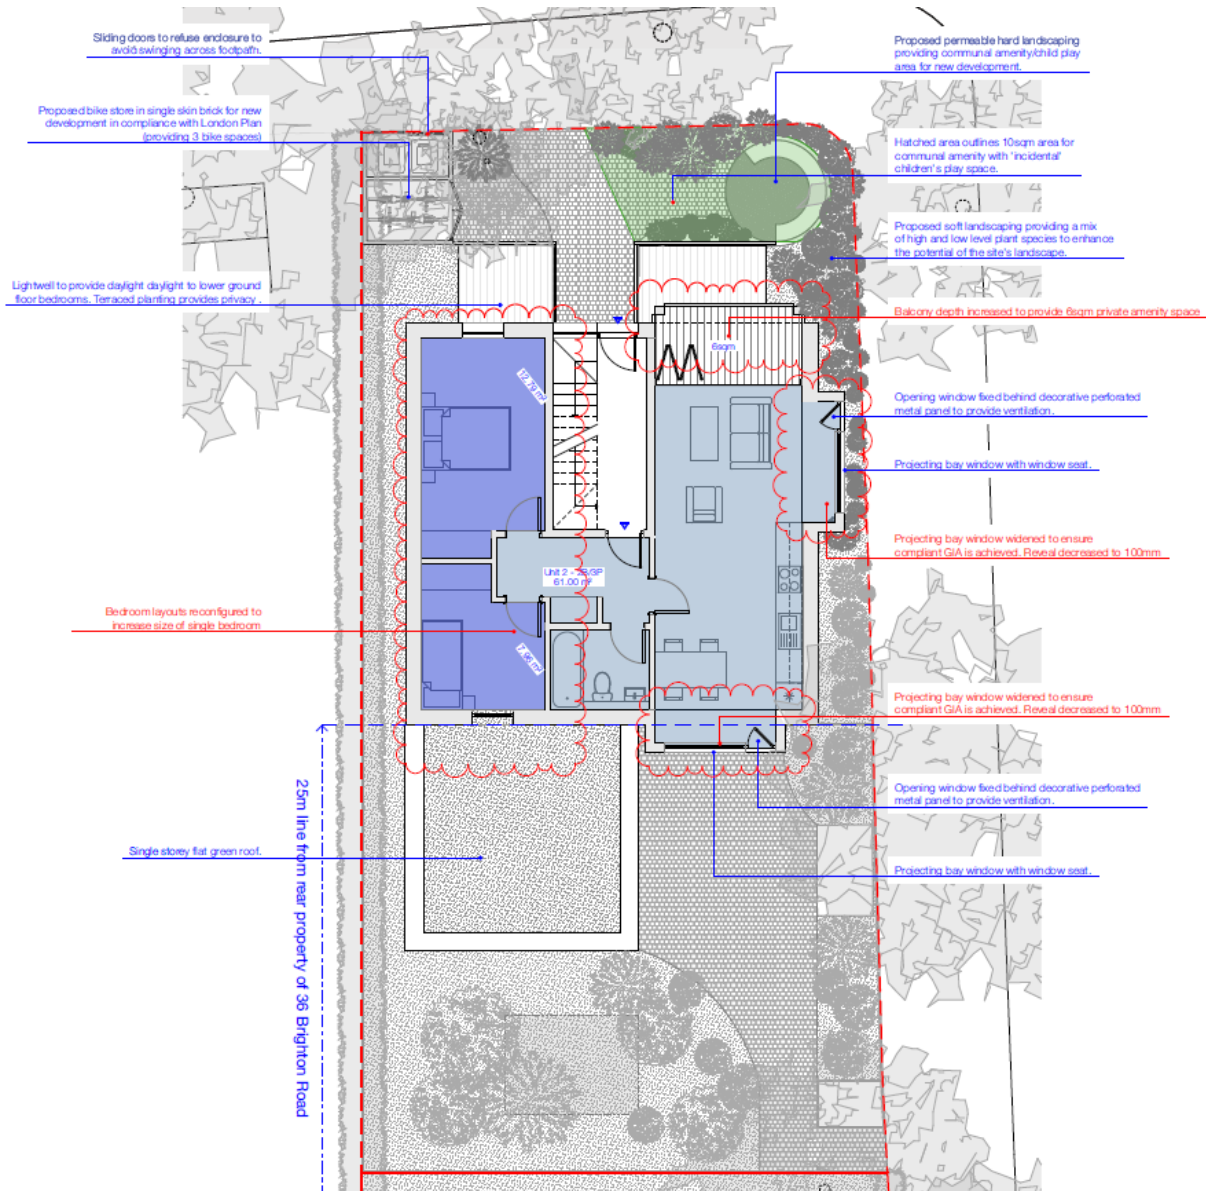 Sliding doors to refuse enclosure to
avoid swinging across footpath.
Proposed bike store in single skin brick for new
development in compliance with London Plan
(providing 3 bike spaces)
Lightwell to provide daylight daylight to lower ground
floor bedrooms. Terraced planting provides privacy .
Bedroom layouts reconfigured to
increase size of single bedroom
Single storey flat green roof.
25m line from rear property of 36 Brighton Road
12.79 m²
6sqm
Unit 2 - 2B/3P
61.00 m²
m²
Proposed permeable hard landscaping
providing communal amenity/child play
area for new development.
Hatched area outlines 10sqm area for
communal amenity with 'incidental'
children's play space.
Proposed soft landscaping providing a mix
of high and low level plant species to enhance
the potential of the site's landscape.
Balcony depth increased to provide 6sqm private amenity space
Opening window fixed behind decorative perforated
metal panel to provide ventilation.
Projecting bay window with window seat.
Projecting bay window widened to ensure
compliant GIA is achieved. Reveal decreased to 100mm
Projecting bay window widened to ensure
compliant GIA is achieved. Reveal decreased to 100mm
Opening window fixed behind decorative perforated
metal panel to provide ventilation.
Projecting bay window with window seat.